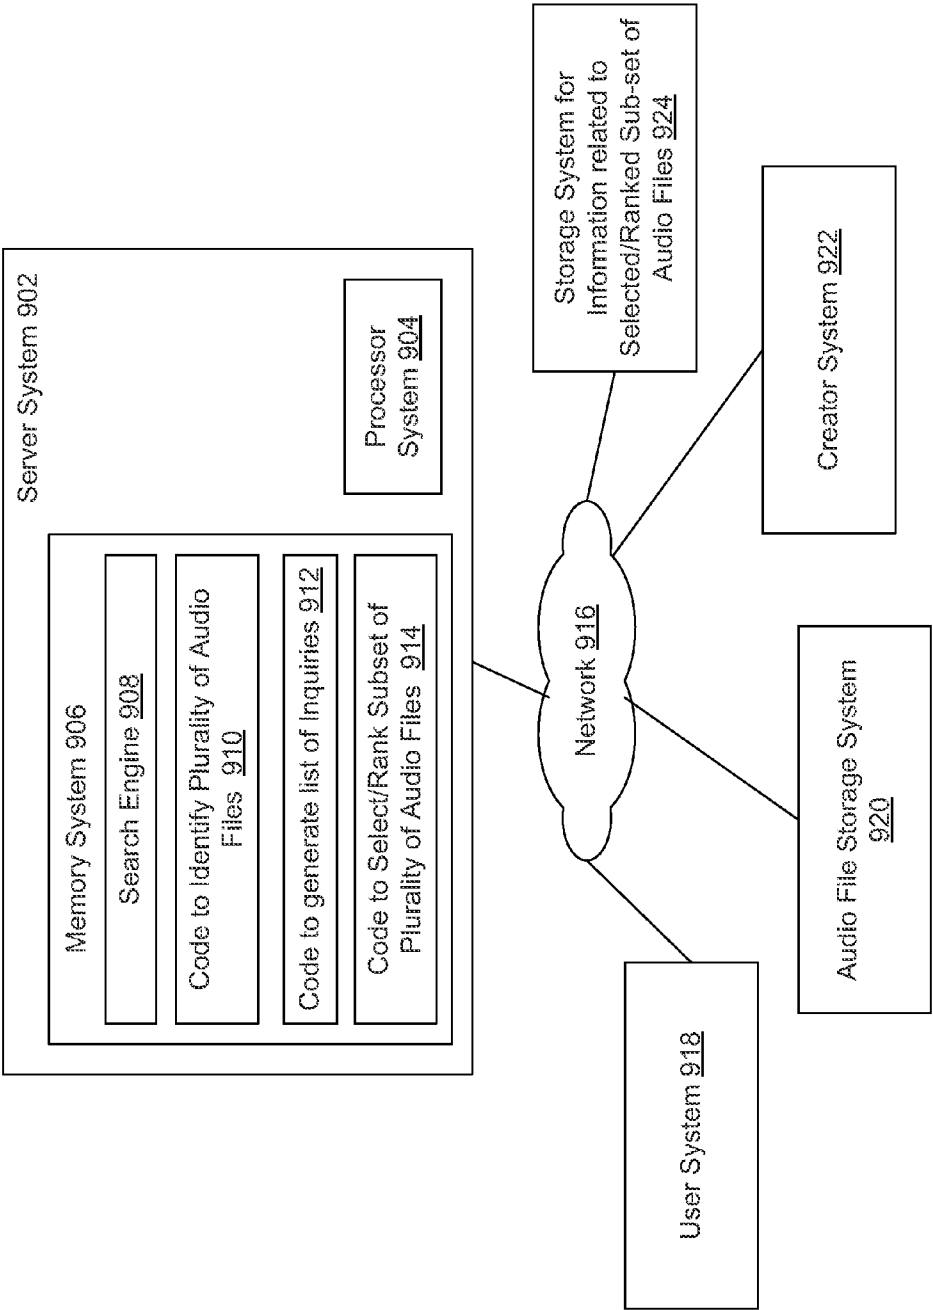 Server System 902
Memory System 906
Search Engine 908
Code to Identify Plurality of Audio
Files 910
Code to generate list of Inquiries 912
Code to Select/Rank Subset of
Plurality of Audio Files 914
Processor
System 904
Network 916
Storage System for
Information related to
Selected/Ranked Sub-set of
Audio Files 924
User System 918
Audio File Storage System
920
Creator System 922